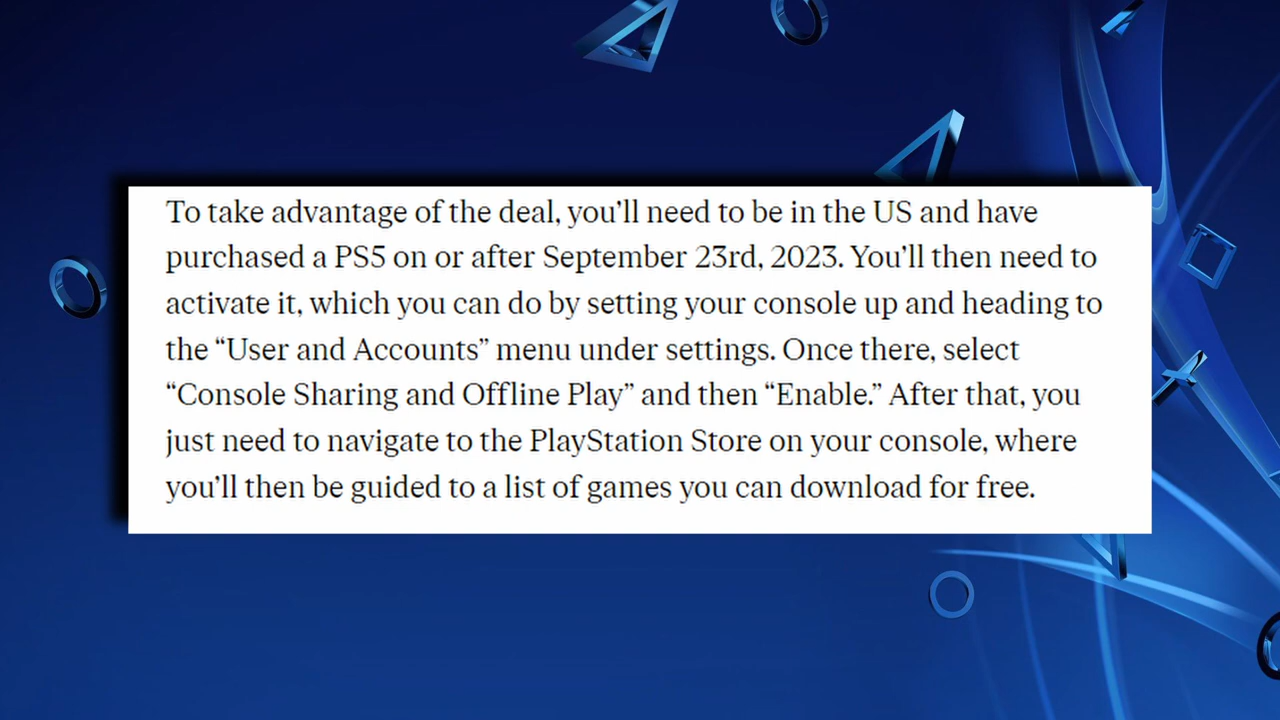 To take advantage of the deal, you’ll need to be in the US and have
purchased a PS5 on or after September 23rd, 2023. You’ll then need to
activate it, which you can do by setting your console up and heading to
the “User and Accounts” menu under settings. Once there, select
“Console Sharing and Offline Play” and then “Enable.” After that, you
just need to navigate to the PlayStation Store on your console, where
you’ll then be guided to a list of games you can download for free.